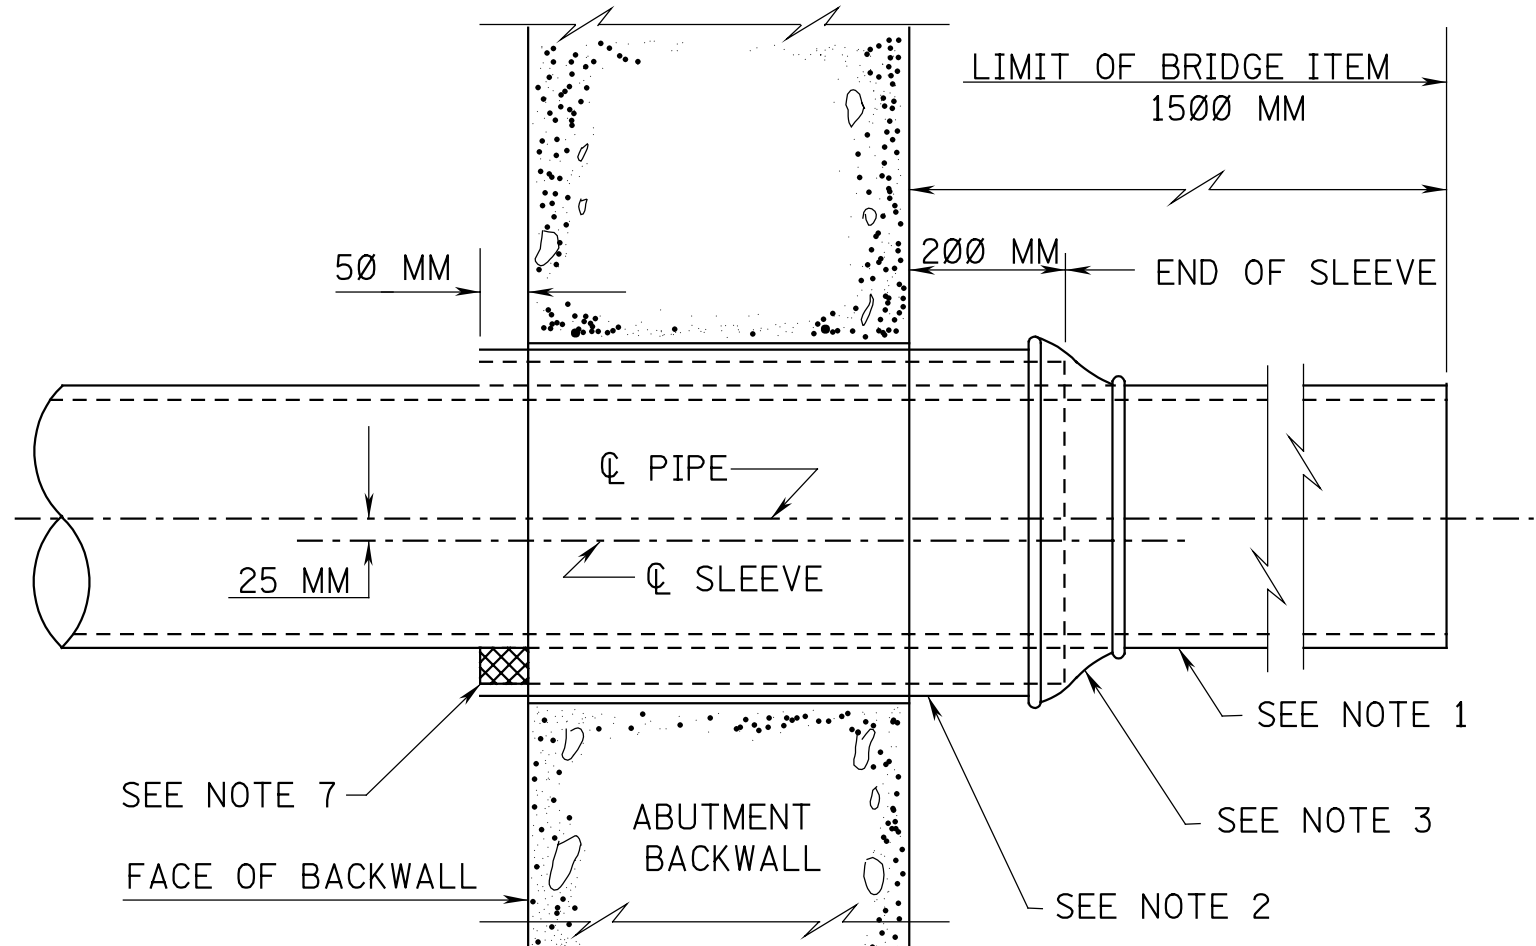 LIMIT OF BRIDGE ITEM
1500 MM
200 MM
END OF SLEEVE
50 MM
℄ PIPE
℄ SLEEVE
25 MM
SEE NOTE 1
SEE NOTE 7
SEE NOTE 3
ABUTMENT
BACKWALL
FACE OF BACKWALL
SEE NOTE 2